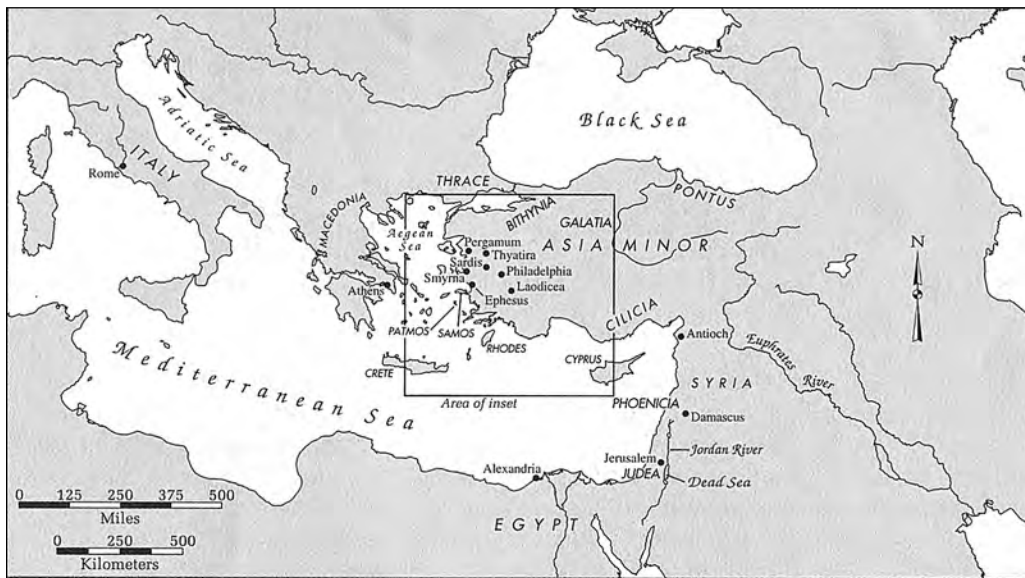 Black Sea
Adriatic Sea
ITALY
Rome
THRACE
PONTUS
MACEDONIA
BITHYNIA
GALATIA
Aegean
Sea
ASIA MINOR
N
Pergamum
Thyatira
Sardis
Philadelphia
Smyrna
Laodicea
Athens
Ephesus
CILICIA
PATMOS
SAMOS
RHODES
Antioch
Euphrates River
CYPRUS
CRETE
Mediterranean Sea
SYRIA
Area of inset
PHOENICIA
Damascus
Jordan River
Jerusalem
JUDEA
Dead Sea
Alexandria
EGYPT
0 125 250 375 500
Miles
0 250 500
Kilometers